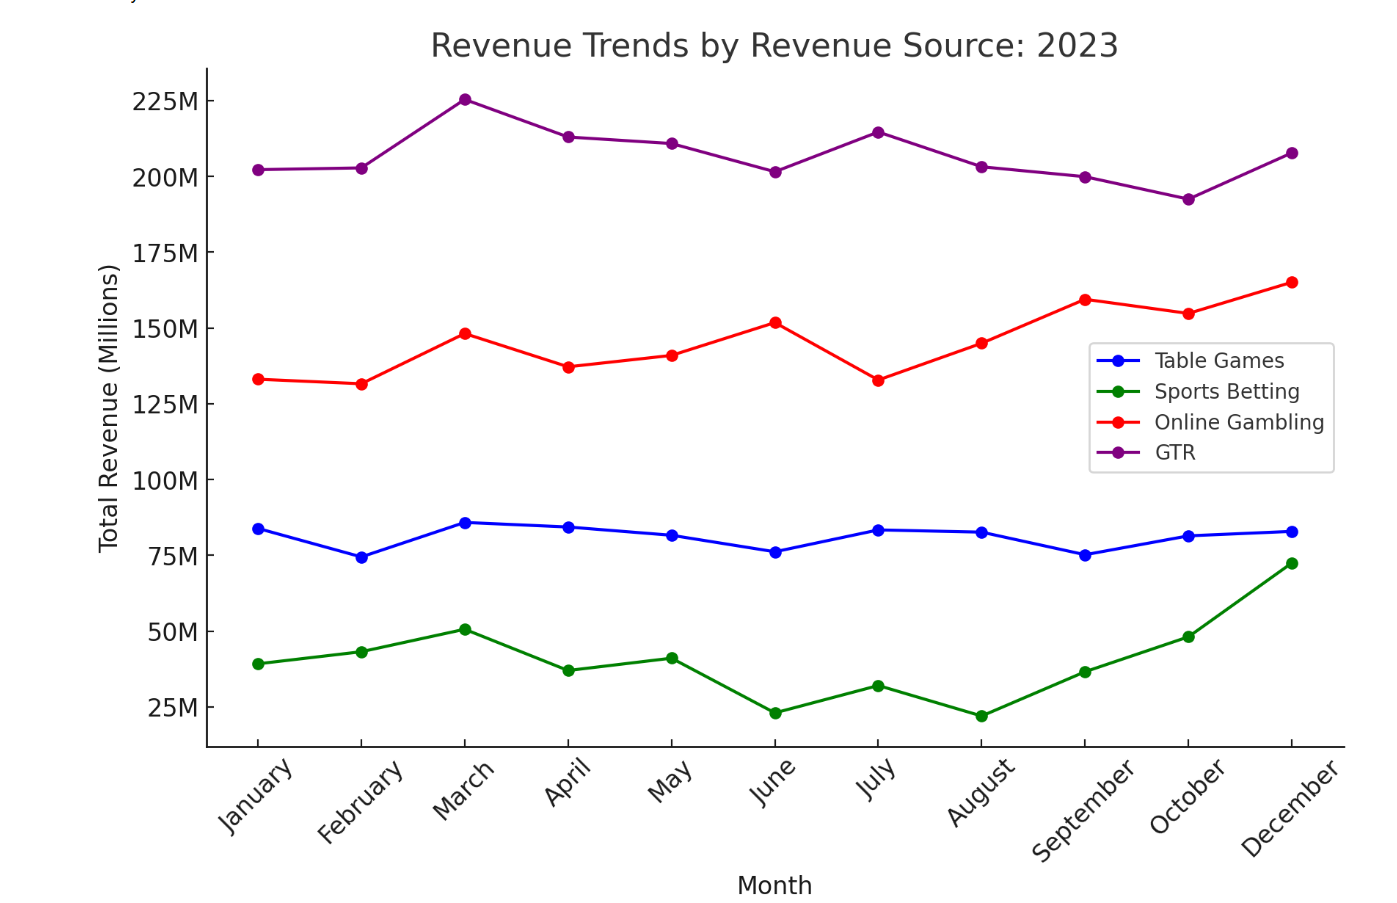 Revenue Trends by Revenue Source: 2023
225M
200M
175M
150M
125M
100M
75M
50M
25M
Total Revenue (Millions)
Table Games
Sports Betting
Online Gambling
GTR
January
February
March
April
May
June
July
August
September
October
December
Month